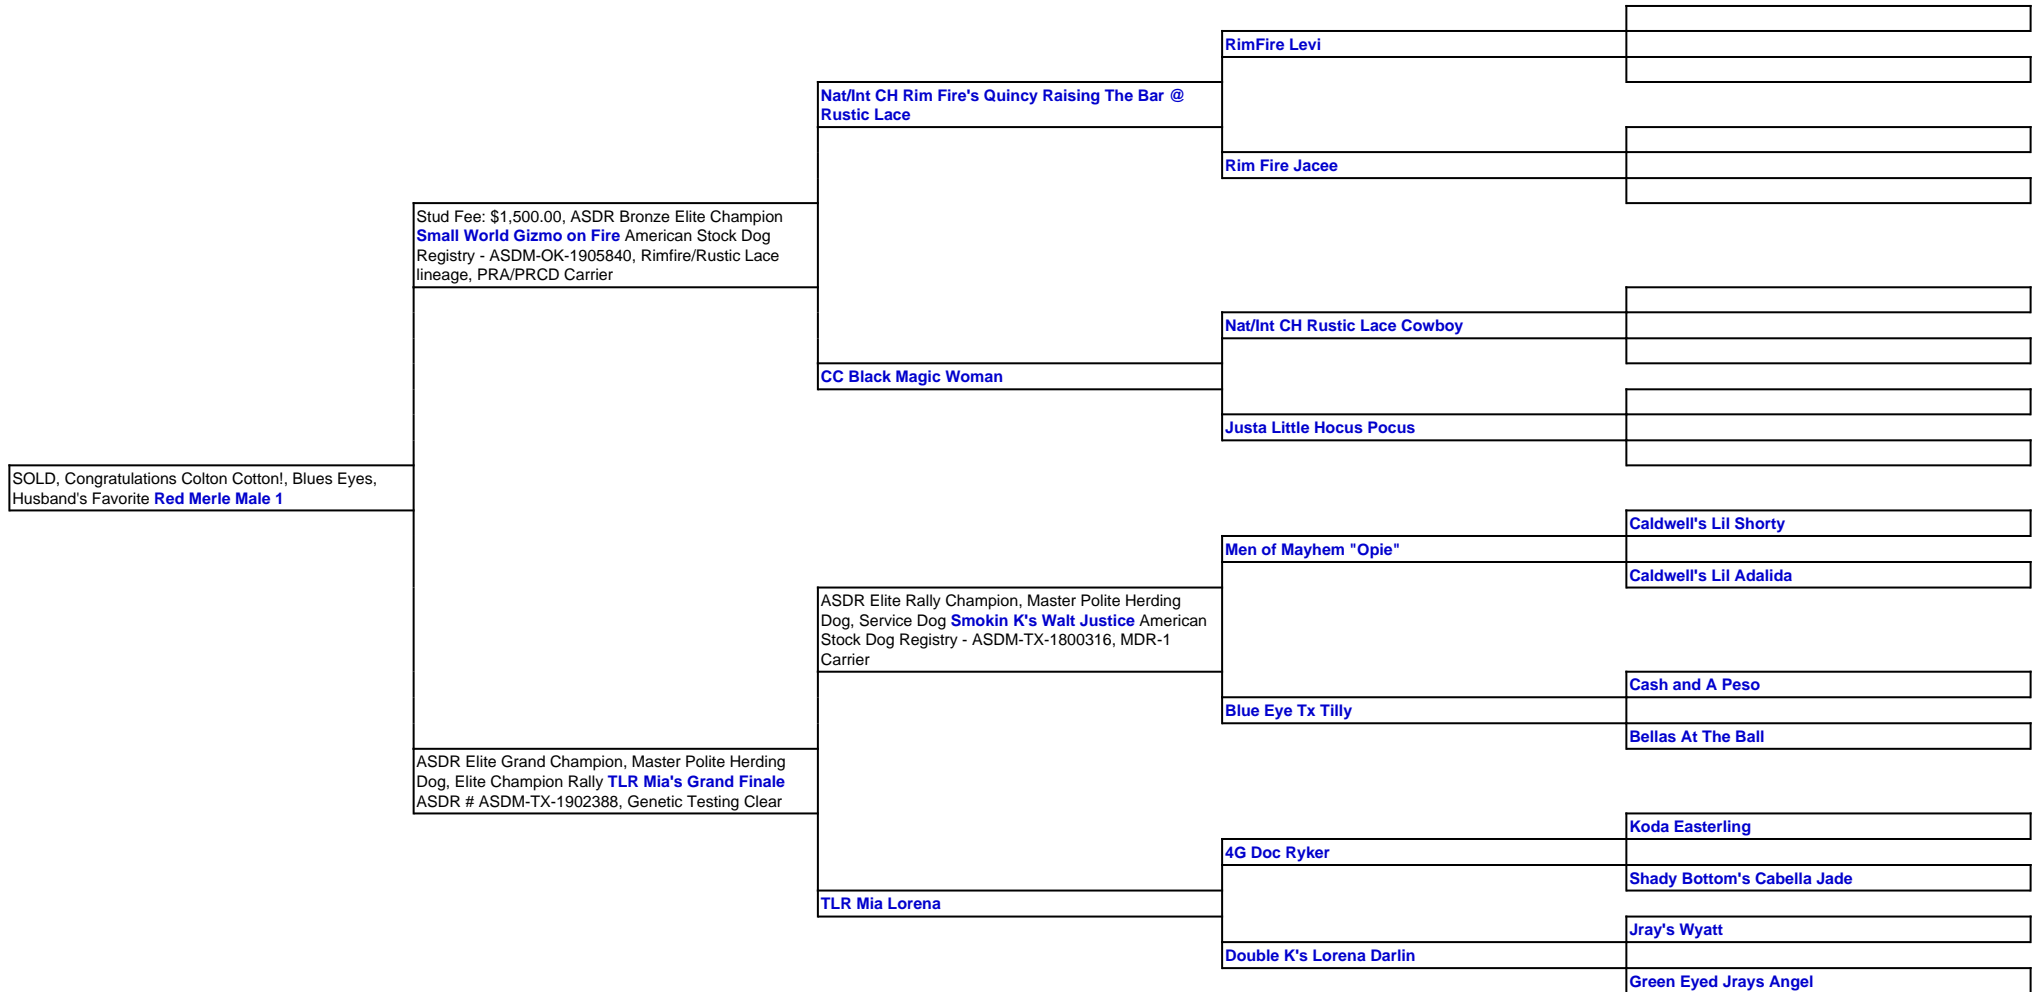 RimFire Levi
Nat/Int CH Rim Fire's Quincy Raising The Bar @
Rustic Lace
Rim Fire Jacee
Stud Fee: $1,500.00, ASDR Bronze Elite Champion
Small World Gizmo on Fire American Stock Dog
Registry - ASDM-OK-1905840, Rimfire/Rustic Lace
lineage, PRA/PRCD Carrier
Nat/Int CH Rustic Lace Cowboy
CC Black Magic Woman
Justa Little Hocus Pocus
SOLD, Congratulations Colton Cotton!, Blues Eyes,
Husband's Favorite Red Merle Male 1
Caldwell's Lil Shorty
Men of Mayhem "Opie"
Caldwell's Lil Adalida
ASDR Elite Rally Champion, Master Polite Herding
Dog, Service Dog Smokin K's Walt Justice American
Stock Dog Registry - ASDM-TX-1800316, MDR-1
Carrier
Cash and A Peso
Blue Eye Tx Tilly
Bellas At The Ball
ASDR Elite Grand Champion, Master Polite Herding
Dog, Elite Champion Rally TLR Mia's Grand Finale
ASDR # ASDM-TX-1902388, Genetic Testing Clear
Koda Easterling
4G Doc Ryker
Shady Bottom's Cabella Jade
TLR Mia Lorena
Jray's Wyatt
Double K's Lorena Darlin
Green Eyed Jrays Angel